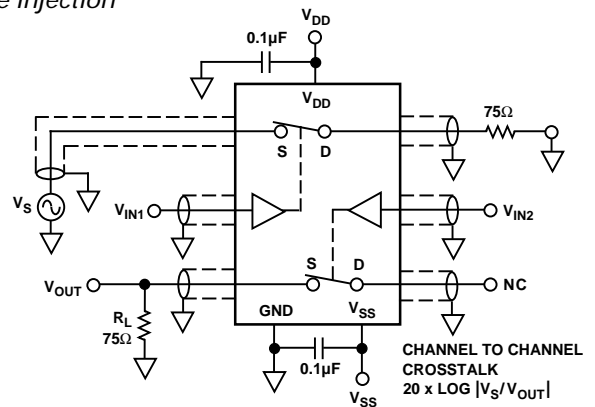 Injection
V_DD
0.1µF
V_DD
75Ω
S D
V_S
V_IN1
V_IN2
S D
V_OUT
NC
R_L
75Ω
GND
V_SS
0.1µF
V_SS
CHANNEL TO CHANNEL
CROSSTALK
20 x LOG |V_S/V_OUT|